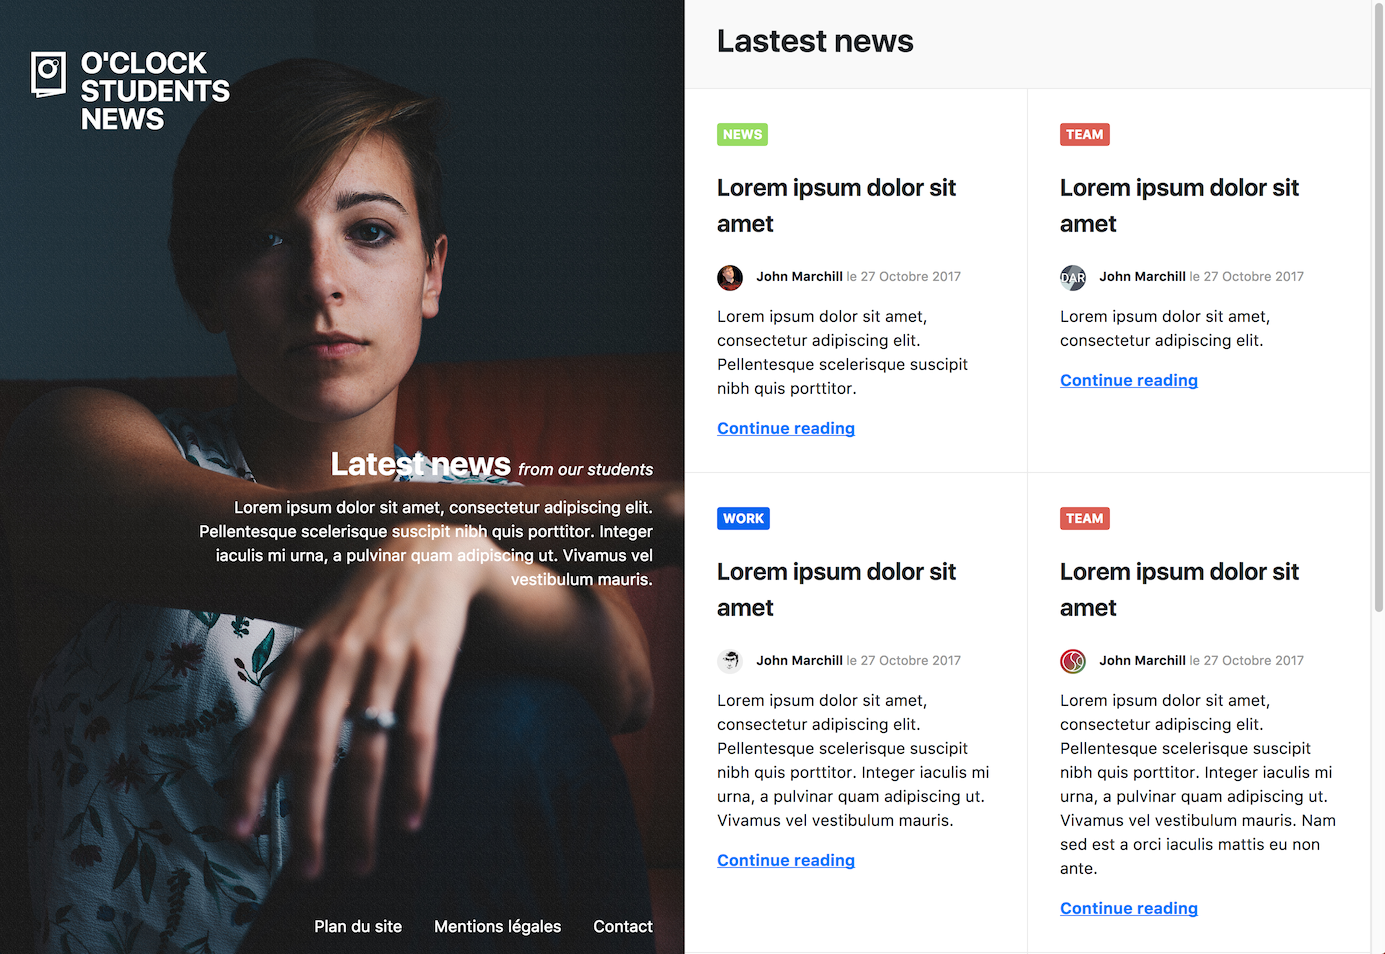 O'CLOCK
STUDENTS
NEWS
Latest news from our students
Lorem ipsum dolor sit amet, consectetur adipiscing elit.
Pellentesque scelerisque suscipit nibh quis porttitor. Integer
iaculis mi urna, a pulvinar quam adipiscing ut. Vivamus vel
vestibulum mauris.
Plan du site Mentions légales Contact
Lastest news
NEWS
Lorem ipsum dolor sit
amet
John Marchill le 27 Octobre 2017
Lorem ipsum dolor sit amet,
consectetur adipiscing elit.
Pellentesque scelerisque suscipit
nibh quis porttitor.
Continue reading
TEAM
Lorem ipsum dolor sit
amet
DAR
John Marchill le 27 Octobre 2017
Lorem ipsum dolor sit amet,
consectetur adipiscing elit.
Continue reading
WORK
Lorem ipsum dolor sit
amet
John Marchill le 27 Octobre 2017
Lorem ipsum dolor sit amet,
consectetur adipiscing elit.
Pellentesque scelerisque suscipit
nibh quis porttitor. Integer iaculis mi
urna, a pulvinar quam adipiscing ut.
Vivamus vel vestibulum mauris.
Continue reading
TEAM
Lorem ipsum dolor sit
amet
John Marchill le 27 Octobre 2017
Lorem ipsum dolor sit amet,
consectetur adipiscing elit.
Pellentesque scelerisque suscipit
nibh quis porttitor. Integer iaculis mi
urna, a pulvinar quam adipiscing ut.
Vivamus vel vestibulum mauris. Nam
sed est a orci iaculis mattis eu non
ante.
Continue reading